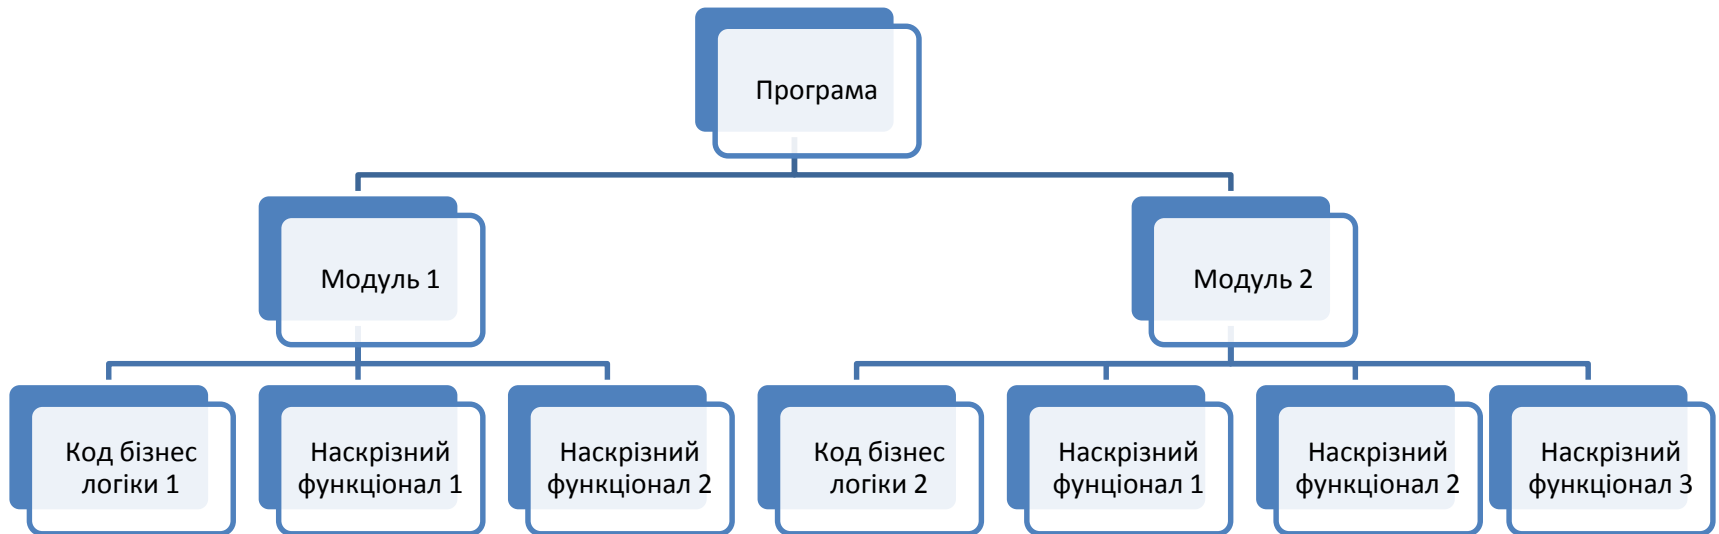 Програма
Модуль 1
Модуль 2
Код бізнес
логіки 1
Наскрізний
функціонал 1
Наскрізний
функціонал 2
Код бізнес
логіки 2
Наскрізний
фунціонал 1
Наскрізний
функціонал 2
Наскрізний
функціонал 3